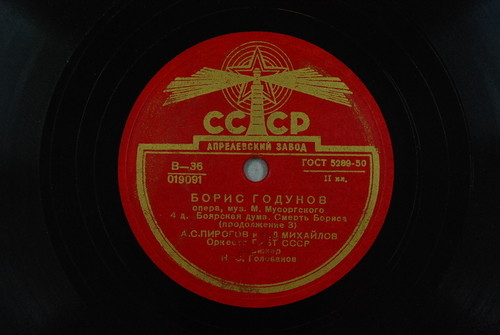 СССР
АПРЕЛЕВСКИЙ ЗАВОД
В—36
019091
ГОСТ 5289-50
II кл.
БОРИС ГОДУНОВ
опера, муз. М. Мусоргского
4 д. Боярская дума. Смерть Бориса
(продолжение 3)
А.С.ПИРОГОВ и МИХАЙЛОВ
Оркестр СССР
Голованов